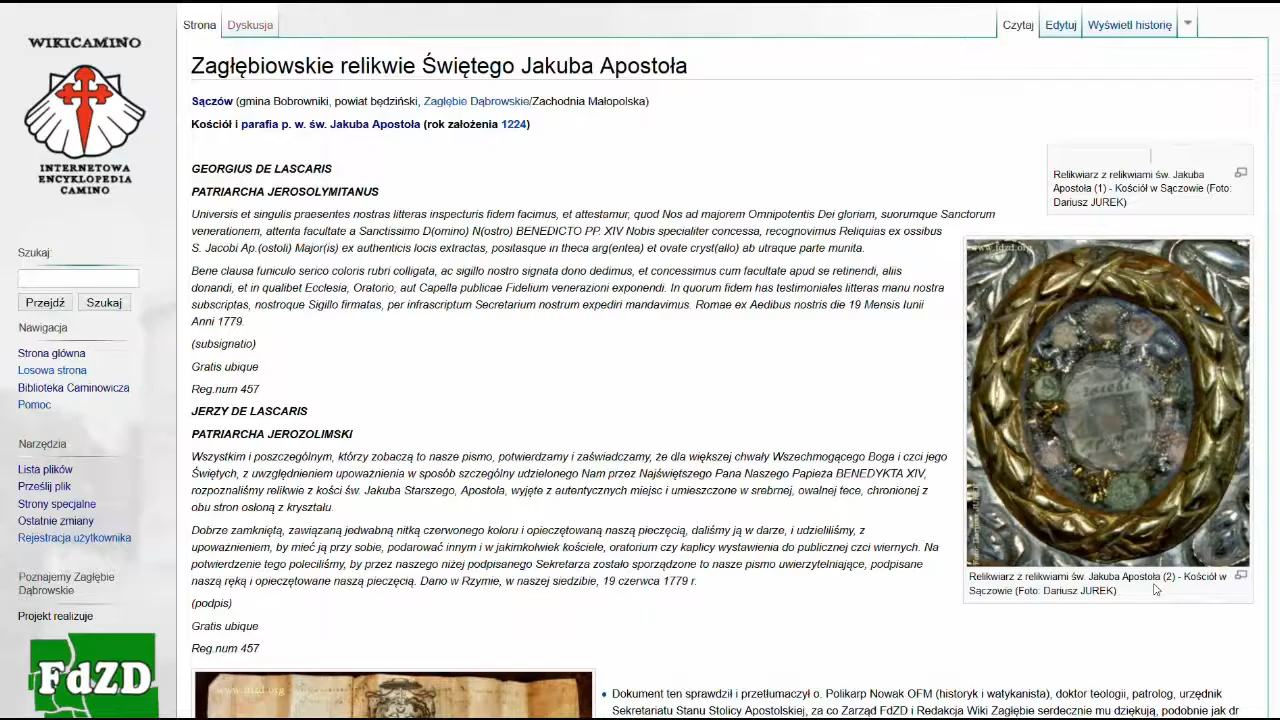 Strona
Dyskusja
Czytaj
Edytuj
Wyświetl historię
WIKICAMINO
INTERNETOWA
ENCYKLOPEDIA
CAMINO
Szukaj:
Przejdź
Szukaj
Nawigacja
Strona główna
Losowa strona
Biblioteka Caminowicza
Pomoc
Narzędzia
Lista plików
Prześlij plik
Strony specjalne
Ostatnie zmiany
Rejestracja użytkownika
Poznajemy Zagłębie
Dąbrowskie
Projekt realizuje
FdZD
Zagłębiowskie relikwie Świętego Jakuba Apostoła
Sączów (gmina Bobrowniki, powiat będziński, Zagłębie Dąbrowskie/Zachodnia Małopolska)
Kościół i parafia p. w. św. Jakuba Apostoła (rok założenia 1224)
GEORGIUS DE LASCARIS
PATRIARCHA JEROSOLYMITANUS
Universis et singulis praesentes nostras litteras inspecturis fidem facimus, et attestamur, quod Nos ad majorem Omnipotentis Dei gloriam, suorumque Sanctorum
venerationem, attenta facultate a Sanctissimo D(omino) N(ostro) BENEDICTO PP. XIV Nobis specialiter concessa, recognovimus Reliquias ex ossibus
S. Jacobi Ap.(ostoli) Major(is) ex authenticis locis extractas, positasque in theca arg(entea) et ovate cryst(allo) ab utraque parte munita.
Bene clausa funiculo serico coloris rubri colligata, ac sigillo nostro signata dono dedimus, et concessimus cum facultate apud se retinendi, aliis
donandi, et in qualibet Ecclesia, Oratorio, aut Capella publicae Fidelium venerazioni exponendi. In quorum fidem has testimoniales litteras manu nostra
subscriptas, nostroque Sigillo firmatas, per infrascriptum Secretarium nostrum expediri mandavimus. Romae ex Aedibus nostris die 19 Mensis Iunii
Anni 1779.
(subsignatio)
Gratis ubique
Reg.num 457
JERZY DE LASCARIS
PATRIARCHA JEROZOLIMSKI
Wszystkim i poszczególnym, którzy zobaczą to nasze pismo, potwierdzamy i zaświadczamy, że dla większej chwały Wszechmogącego Boga i czci jego
Świętych, z uwzględnieniem upoważnienia w sposób szczególny udzielonego Nam przez Najświętszego Pana Naszego Papieża BENEDYKTA XIV,
rozpoznaliśmy relikwie z kości św. Jakuba Starszego, Apostoła, wyjęte z autentycznych miejsc i umieszczone w srebrnej, owalnej tece, chronionej z
obu stron osłoną z kryształu.
Dobrze zamkniętą, zawiązaną jedwabną nitką czerwonego koloru i opieczętowaną naszą pieczęcią, daliśmy ją w darze, i udzieliliśmy, z
upoważnieniem, by mieć ją przy sobie, podarować innym i w jakimkolwiek kościele, oratorium czy kaplicy wystawienia do publicznej czci wiernych. Na
potwierdzenie tego poleciliśmy, by przez naszego niżej podpisanego Sekretarza zostało sporządzone to nasze pismo uwierzytelniające, podpisane
naszą ręką i opieczętowane naszą pieczęcią. Dano w Rzymie, w naszej siedzibie, 19 czerwca 1779 r.
(podpis)
Gratis ubique
Reg.num 457
Relikwiarz z relikwiami św. Jakuba
Apostoła (1) - Kościół w Sączowie (Foto:
Dariusz JUREK)
www.fdzd.org
Relikwiarz z relikwiami św. Jakuba Apostoła (2) - Kościół w
Sączowie (Foto: Dariusz JUREK)
www.fdzd.org
Dokument ten sprawdził i przetłumaczył o. Polikarp Nowak OFM (historyk i watykanista), doktor teologii, patrolog, urzędnik
Sekretariatu Stanu Stolicy Apostolskiej, za co Zarząd FdZD i Redakcja Wiki Zagłębie serdecznie mu dziękują, podobnie jak dr